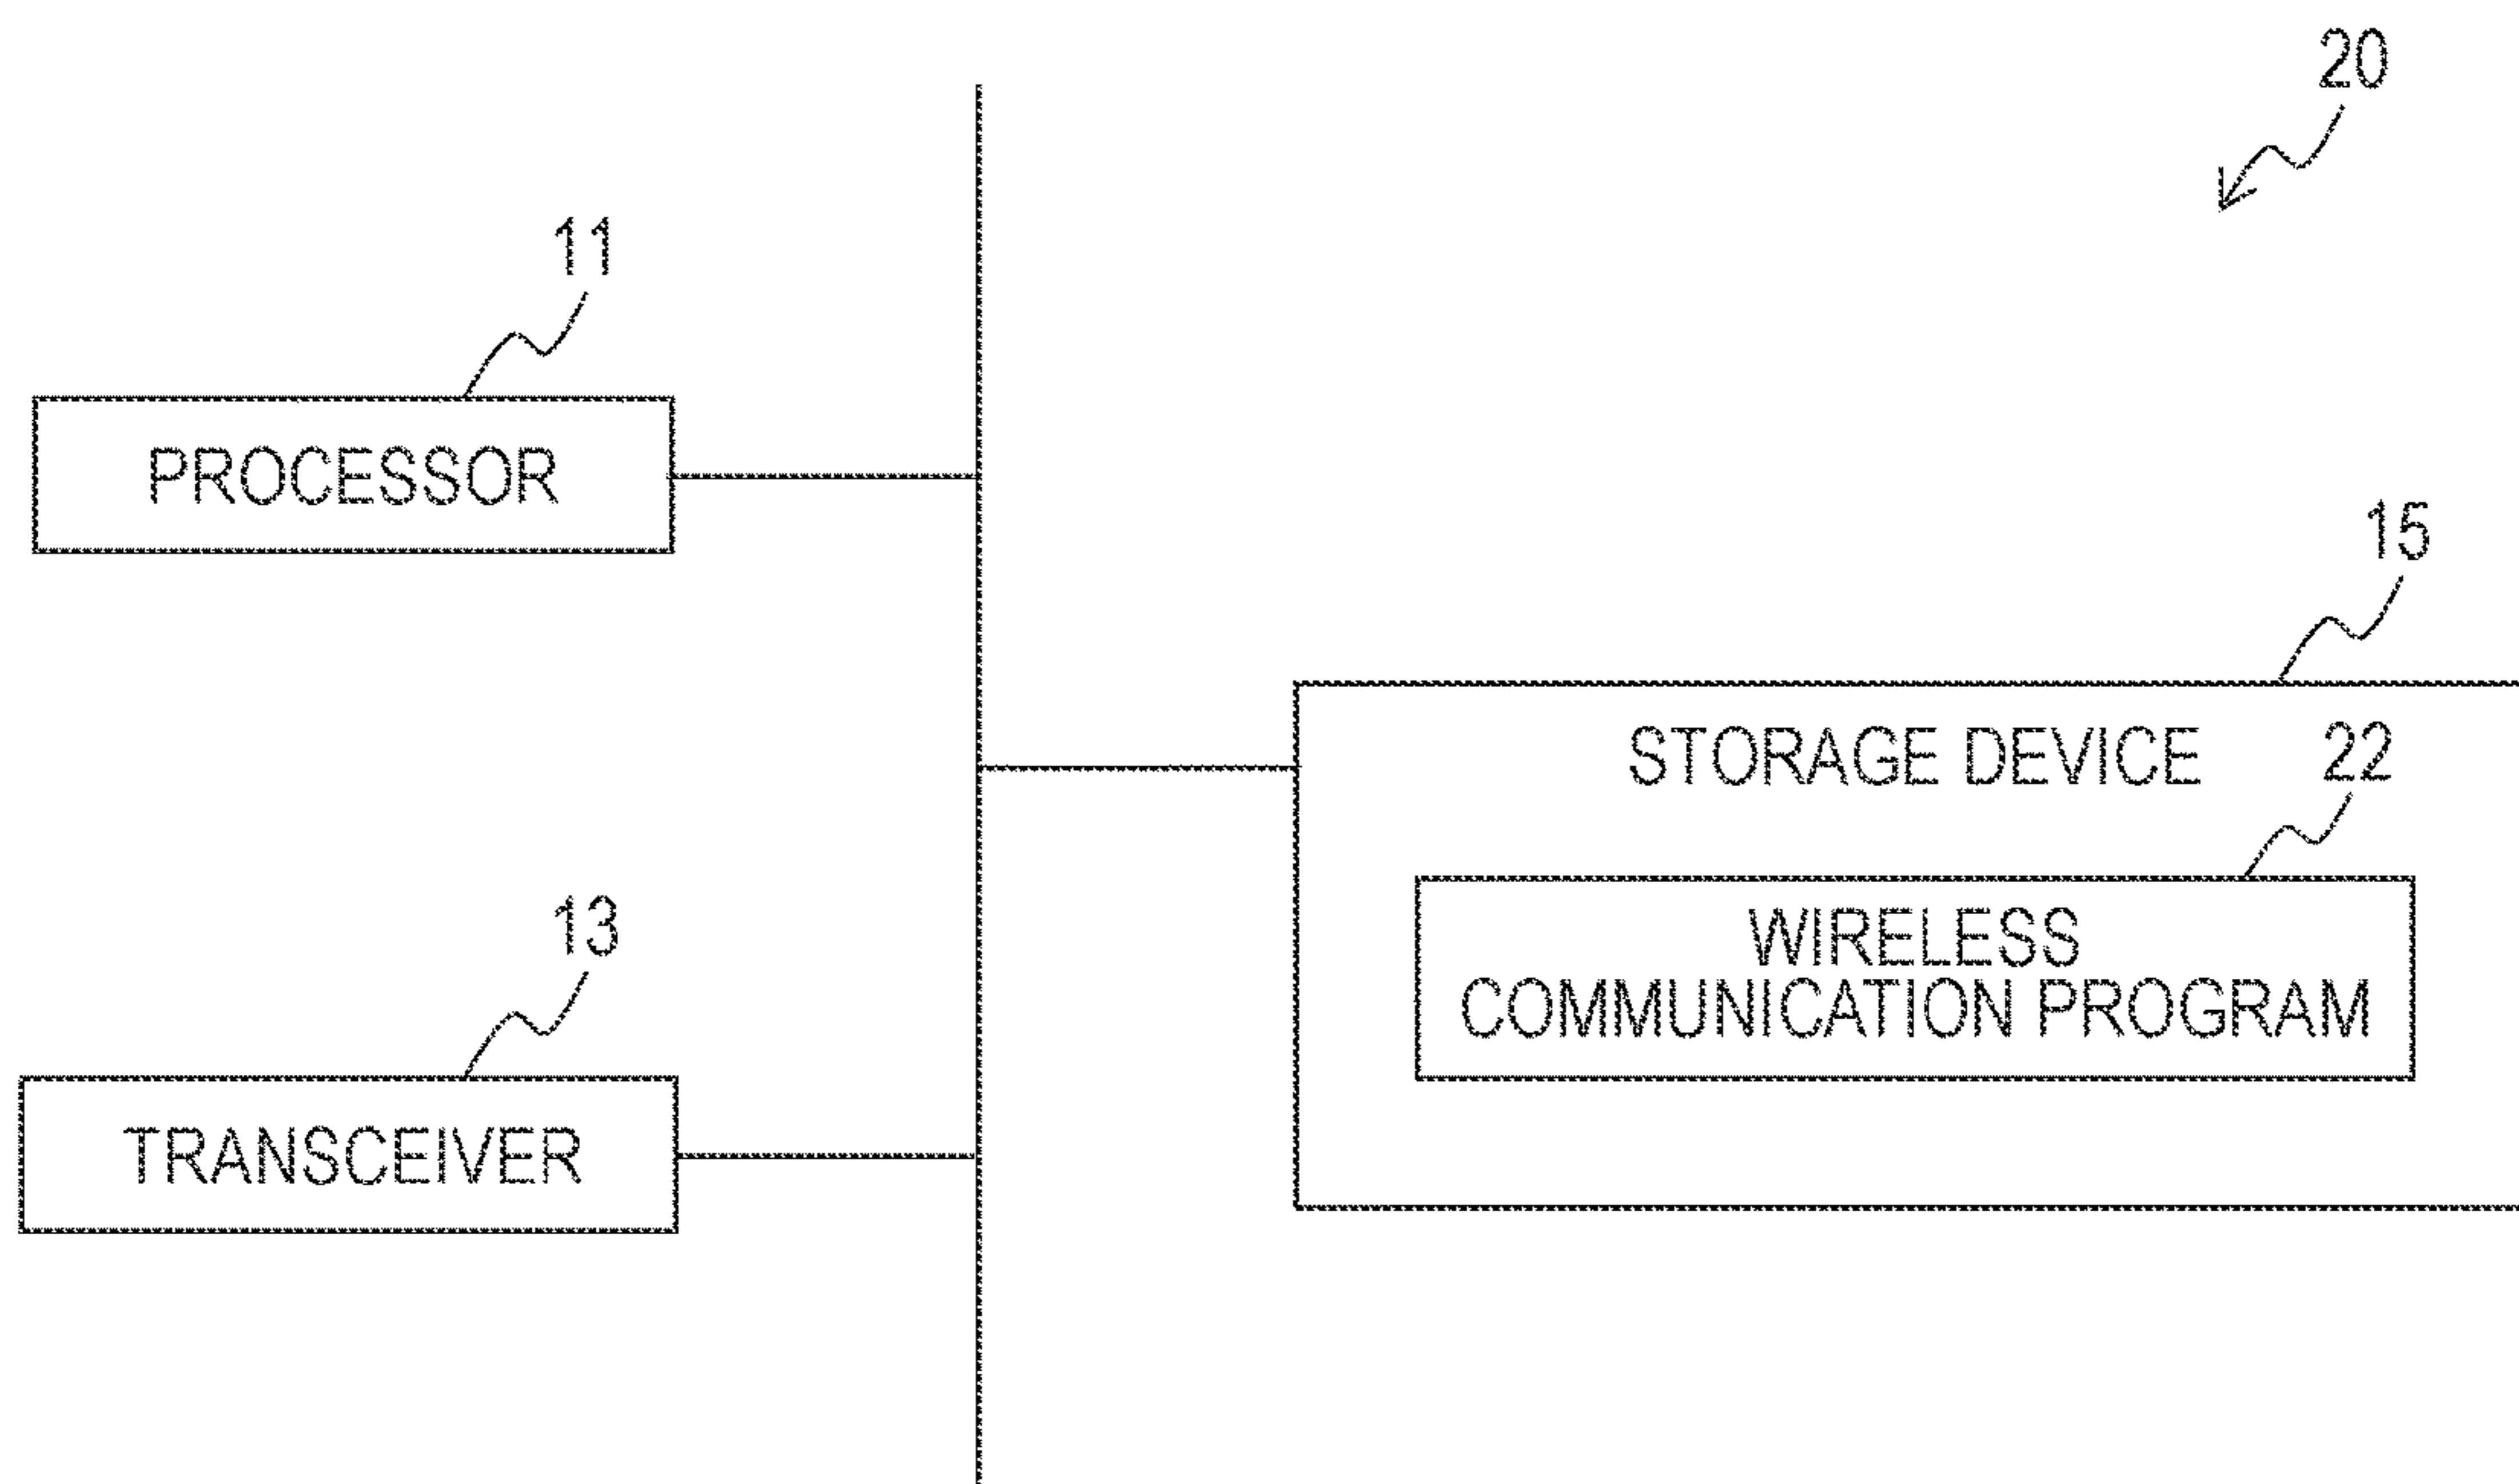 20
11
PROCESSOR
15
STORAGE DEVICE
22
WIRELESS
COMMUNICATION PROGRAM
13
TRANSCEIVER